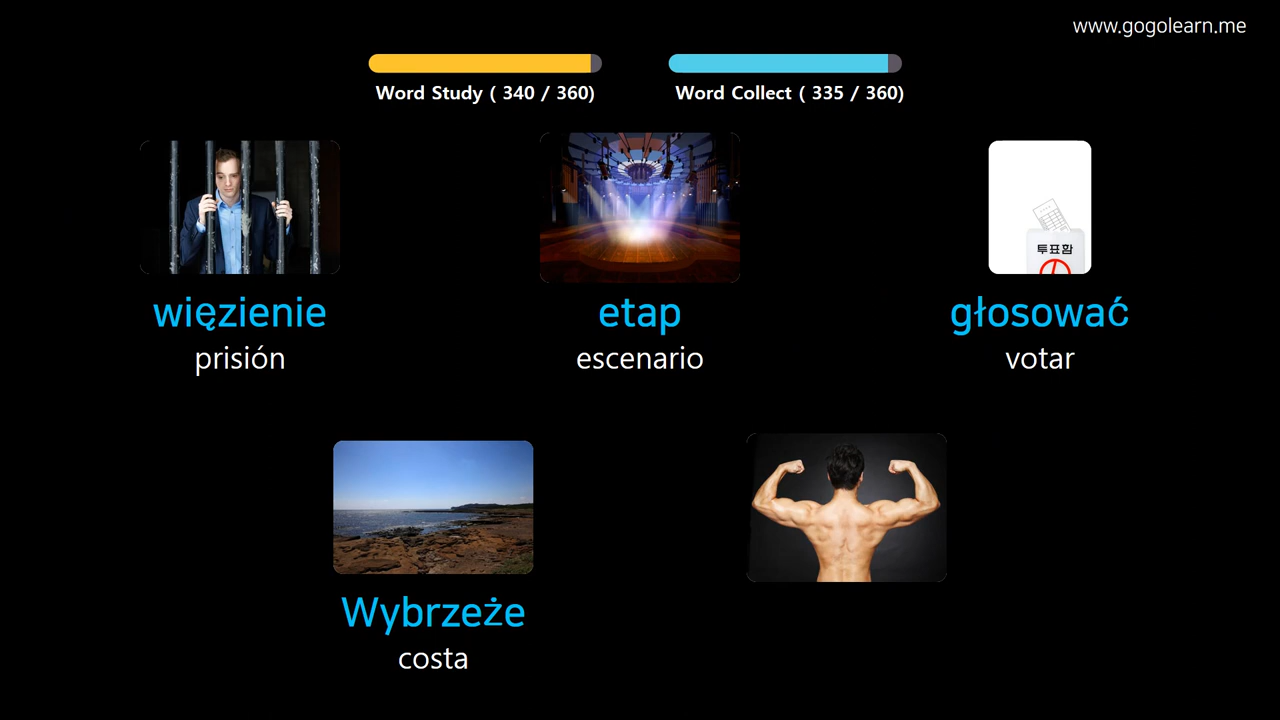 www.gogolearn.me
Word Study ( 340 / 360)
Word Collect ( 335 / 360)
투표함
więzienie
prisión
etap
escenario
głosować
votar
Wybrzeże
costa